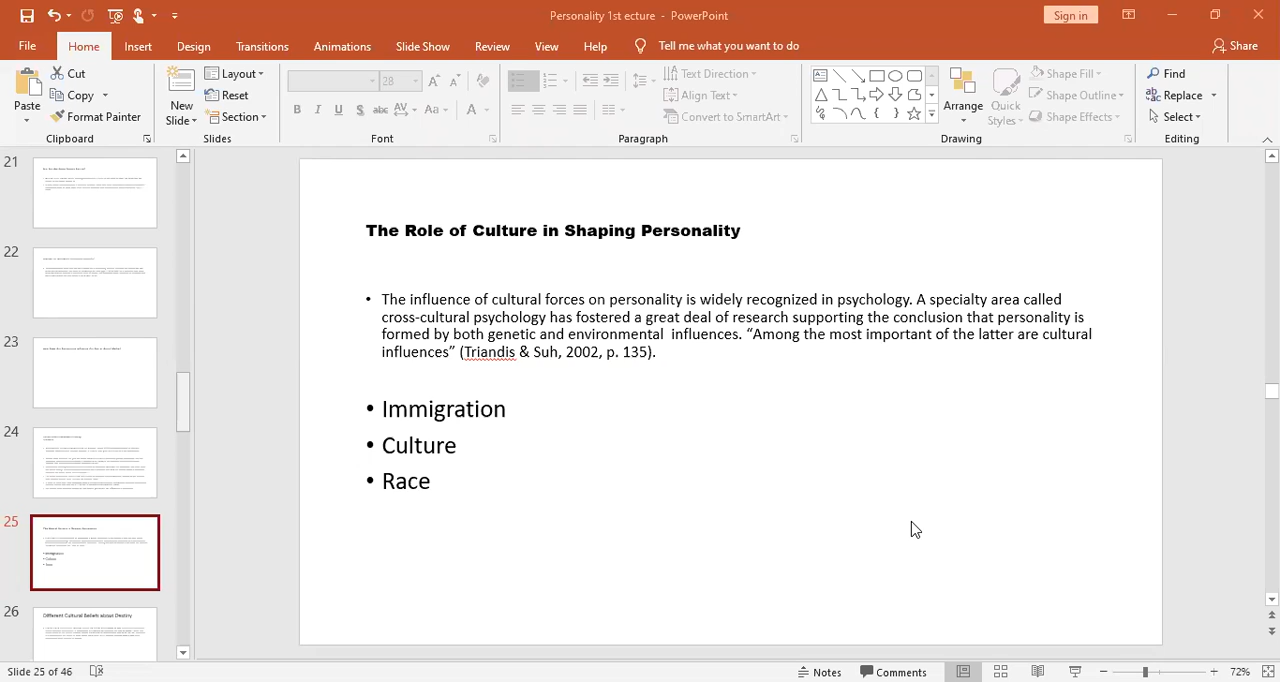 Personality 1st ecture - PowerPoint
Sign in
File Home Insert Design Transitions Animations Slide Show Review View Help Tell me what you want to do Share
Paste
Cut
Copy
Format Painter
Clipboard
New
Slide
Layout
Reset
Section
Slides
28
B I U S abc AV Aa A
Font
Text Direction
Align Text
Convert to SmartArt
Paragraph
Arrange
Quick
Styles
Shape Fill
Shape Outline
Shape Effects
Drawing
Find
Replace
Select
Editing
21
22
23
24
25
26
Different Cultural Beliefs about Destiny
The Role of Culture in Shaping Personality
• The influence of cultural forces on personality is widely recognized in psychology. A specialty area called
cross-cultural psychology has fostered a great deal of research supporting the conclusion that personality is
formed by both genetic and environmental influences. “Among the most important of the latter are cultural
influences” (Triandis & Suh, 2002, p. 135).
• Immigration
• Culture
• Race
Slide 25 of 46
Notes
Comments
72%